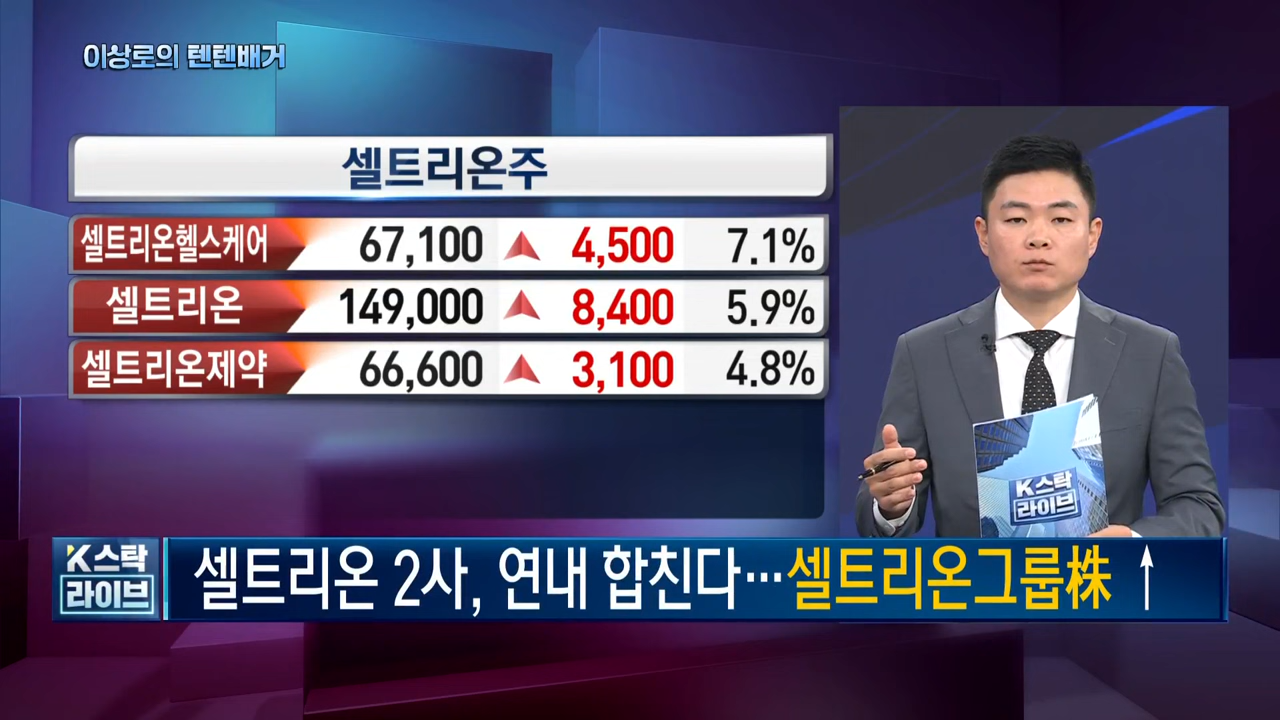 이상로의 텐텐배거
셀트리온주
셀트리온헬스케어 67,100 ▲ 4,500 7.1%
셀트리온 149,000 ▲ 8,400 5.9%
셀트리온제약 66,600 ▲ 3,100 4.8%
K스탁
라이브
K스탁
라이브
셀트리온 2사, 연내 합친다…셀트리온그룹株 ↑